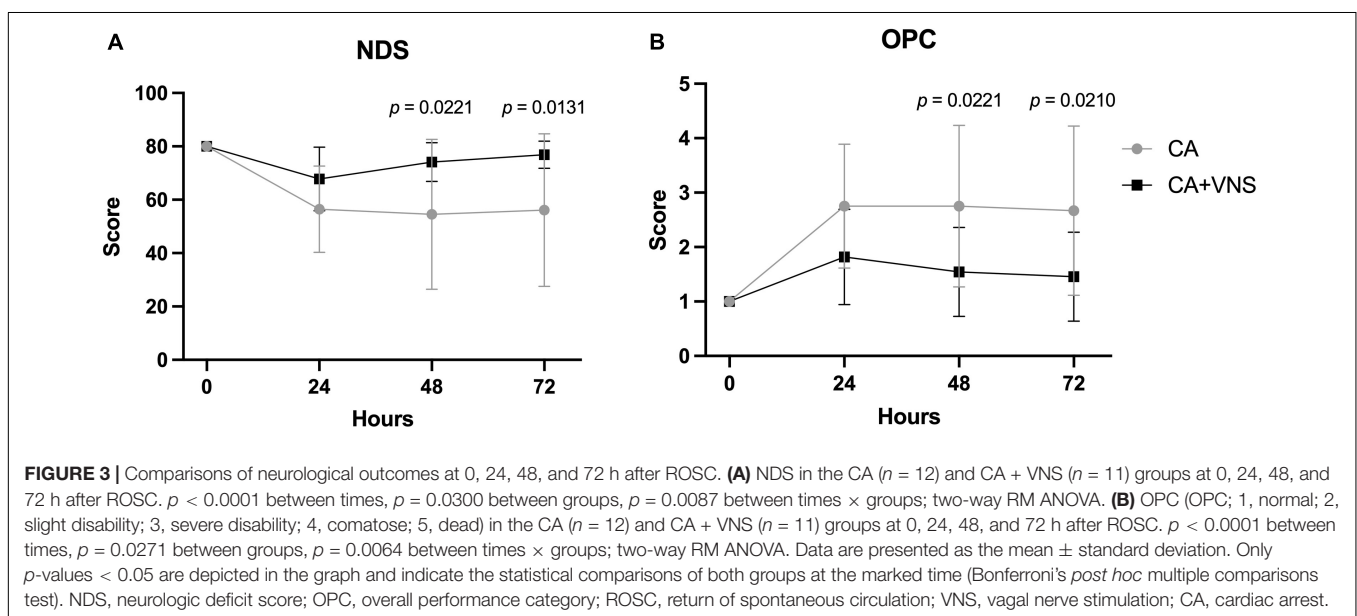 A
NDS
100
80
60
40
20
0
Score
p = 0.0221
p = 0.0131
0
24
48
72
Hours
B
OPC
5
4
3
2
1
0
Score
p = 0.0221
p = 0.0210
0
24
48
72
Hours
CA
CA+VNS
FIGURE 3 | Comparisons of neurological outcomes at 0, 24, 48, and 72 h after ROSC. (A) NDS in the CA (n = 12) and CA + VNS (n = 11) groups at 0, 24, 48, and
72 h after ROSC. p < 0.0001 between times, p = 0.0300 between groups, p = 0.0087 between times × groups; two-way RM ANOVA. (B) OPC (OPC; 1, normal; 2,
slight disability; 3, severe disability; 4, comatose; 5, dead) in the CA (n = 12) and CA + VNS (n = 11) groups at 0, 24, 48, and 72 h after ROSC. p < 0.0001 between
times, p = 0.0271 between groups, p = 0.0064 between times × groups; two-way RM ANOVA. Data are presented as the mean ± standard deviation. Only
p-values < 0.05 are depicted in the graph and indicate the statistical comparisons of both groups at the marked time (Bonferroni's post hoc multiple comparisons
test). NDS, neurologic deficit score; OPC, overall performance category; ROSC, return of spontaneous circulation; VNS, vagal nerve stimulation; CA, cardiac arrest.